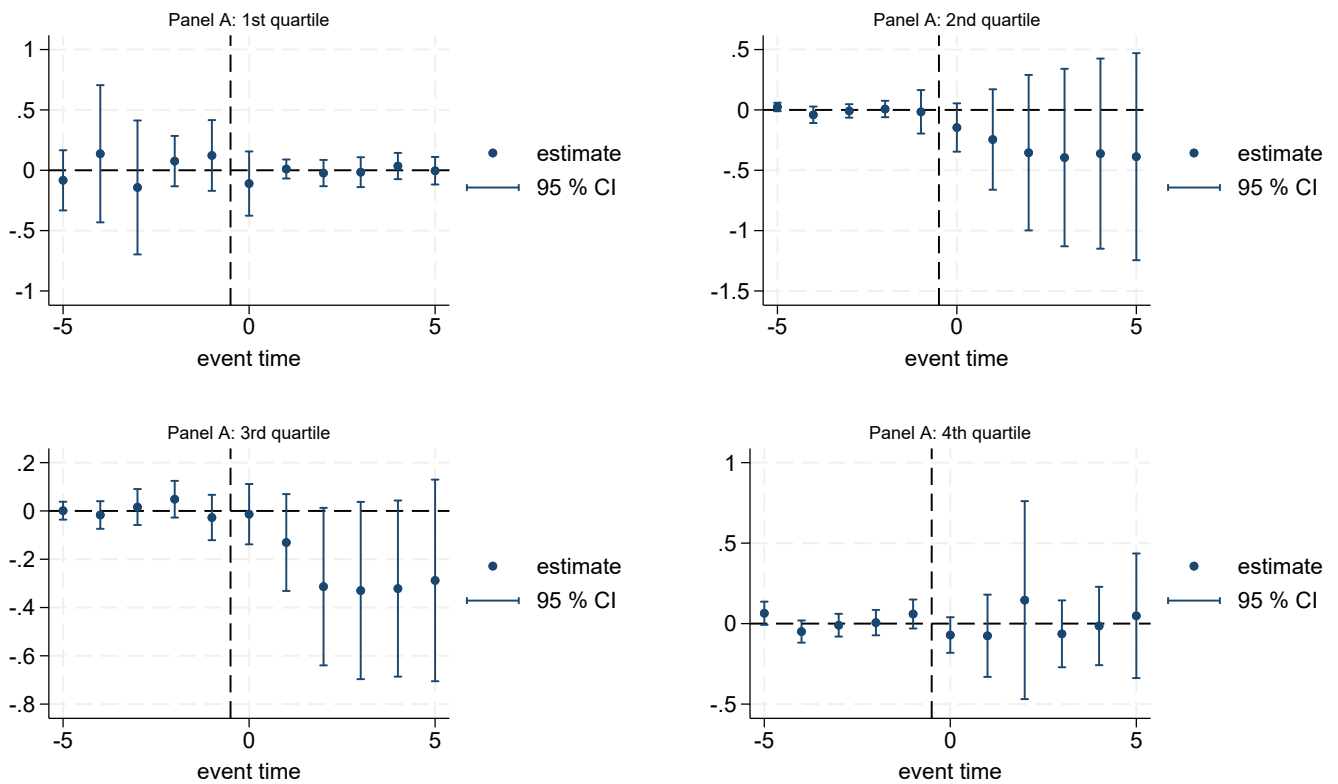 Panel A: 1st quartile
1
.5
0
-.5
-1
-5
0
5
event time
estimate
95 % CI
Panel A: 2nd quartile
.5
0
-.5
-1
-1.5
-5
0
5
event time
estimate
95 % CI
Panel A: 3rd quartile
.2
0
-.2
-.4
-.6
-.8
-5
0
5
event time
estimate
95 % CI
Panel A: 4th quartile
1
.5
0
-.5
-5
0
5
event time
estimate
95 % CI